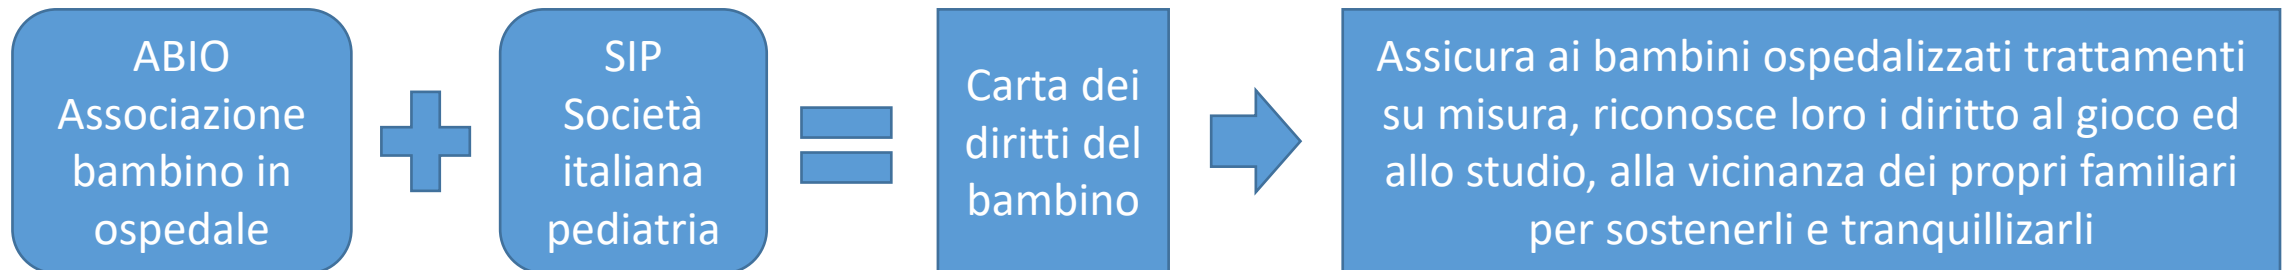 ABIO
Associazione
bambino in
ospedale
SIP
Società
italiana
pediatria
Carta dei
diritti del
bambino
Assicura ai bambini ospedalizzati trattamenti
su misura, riconosce loro i diritto al gioco ed
allo studio, alla vicinanza dei propri familiari
per sostenerli e tranquillizarli